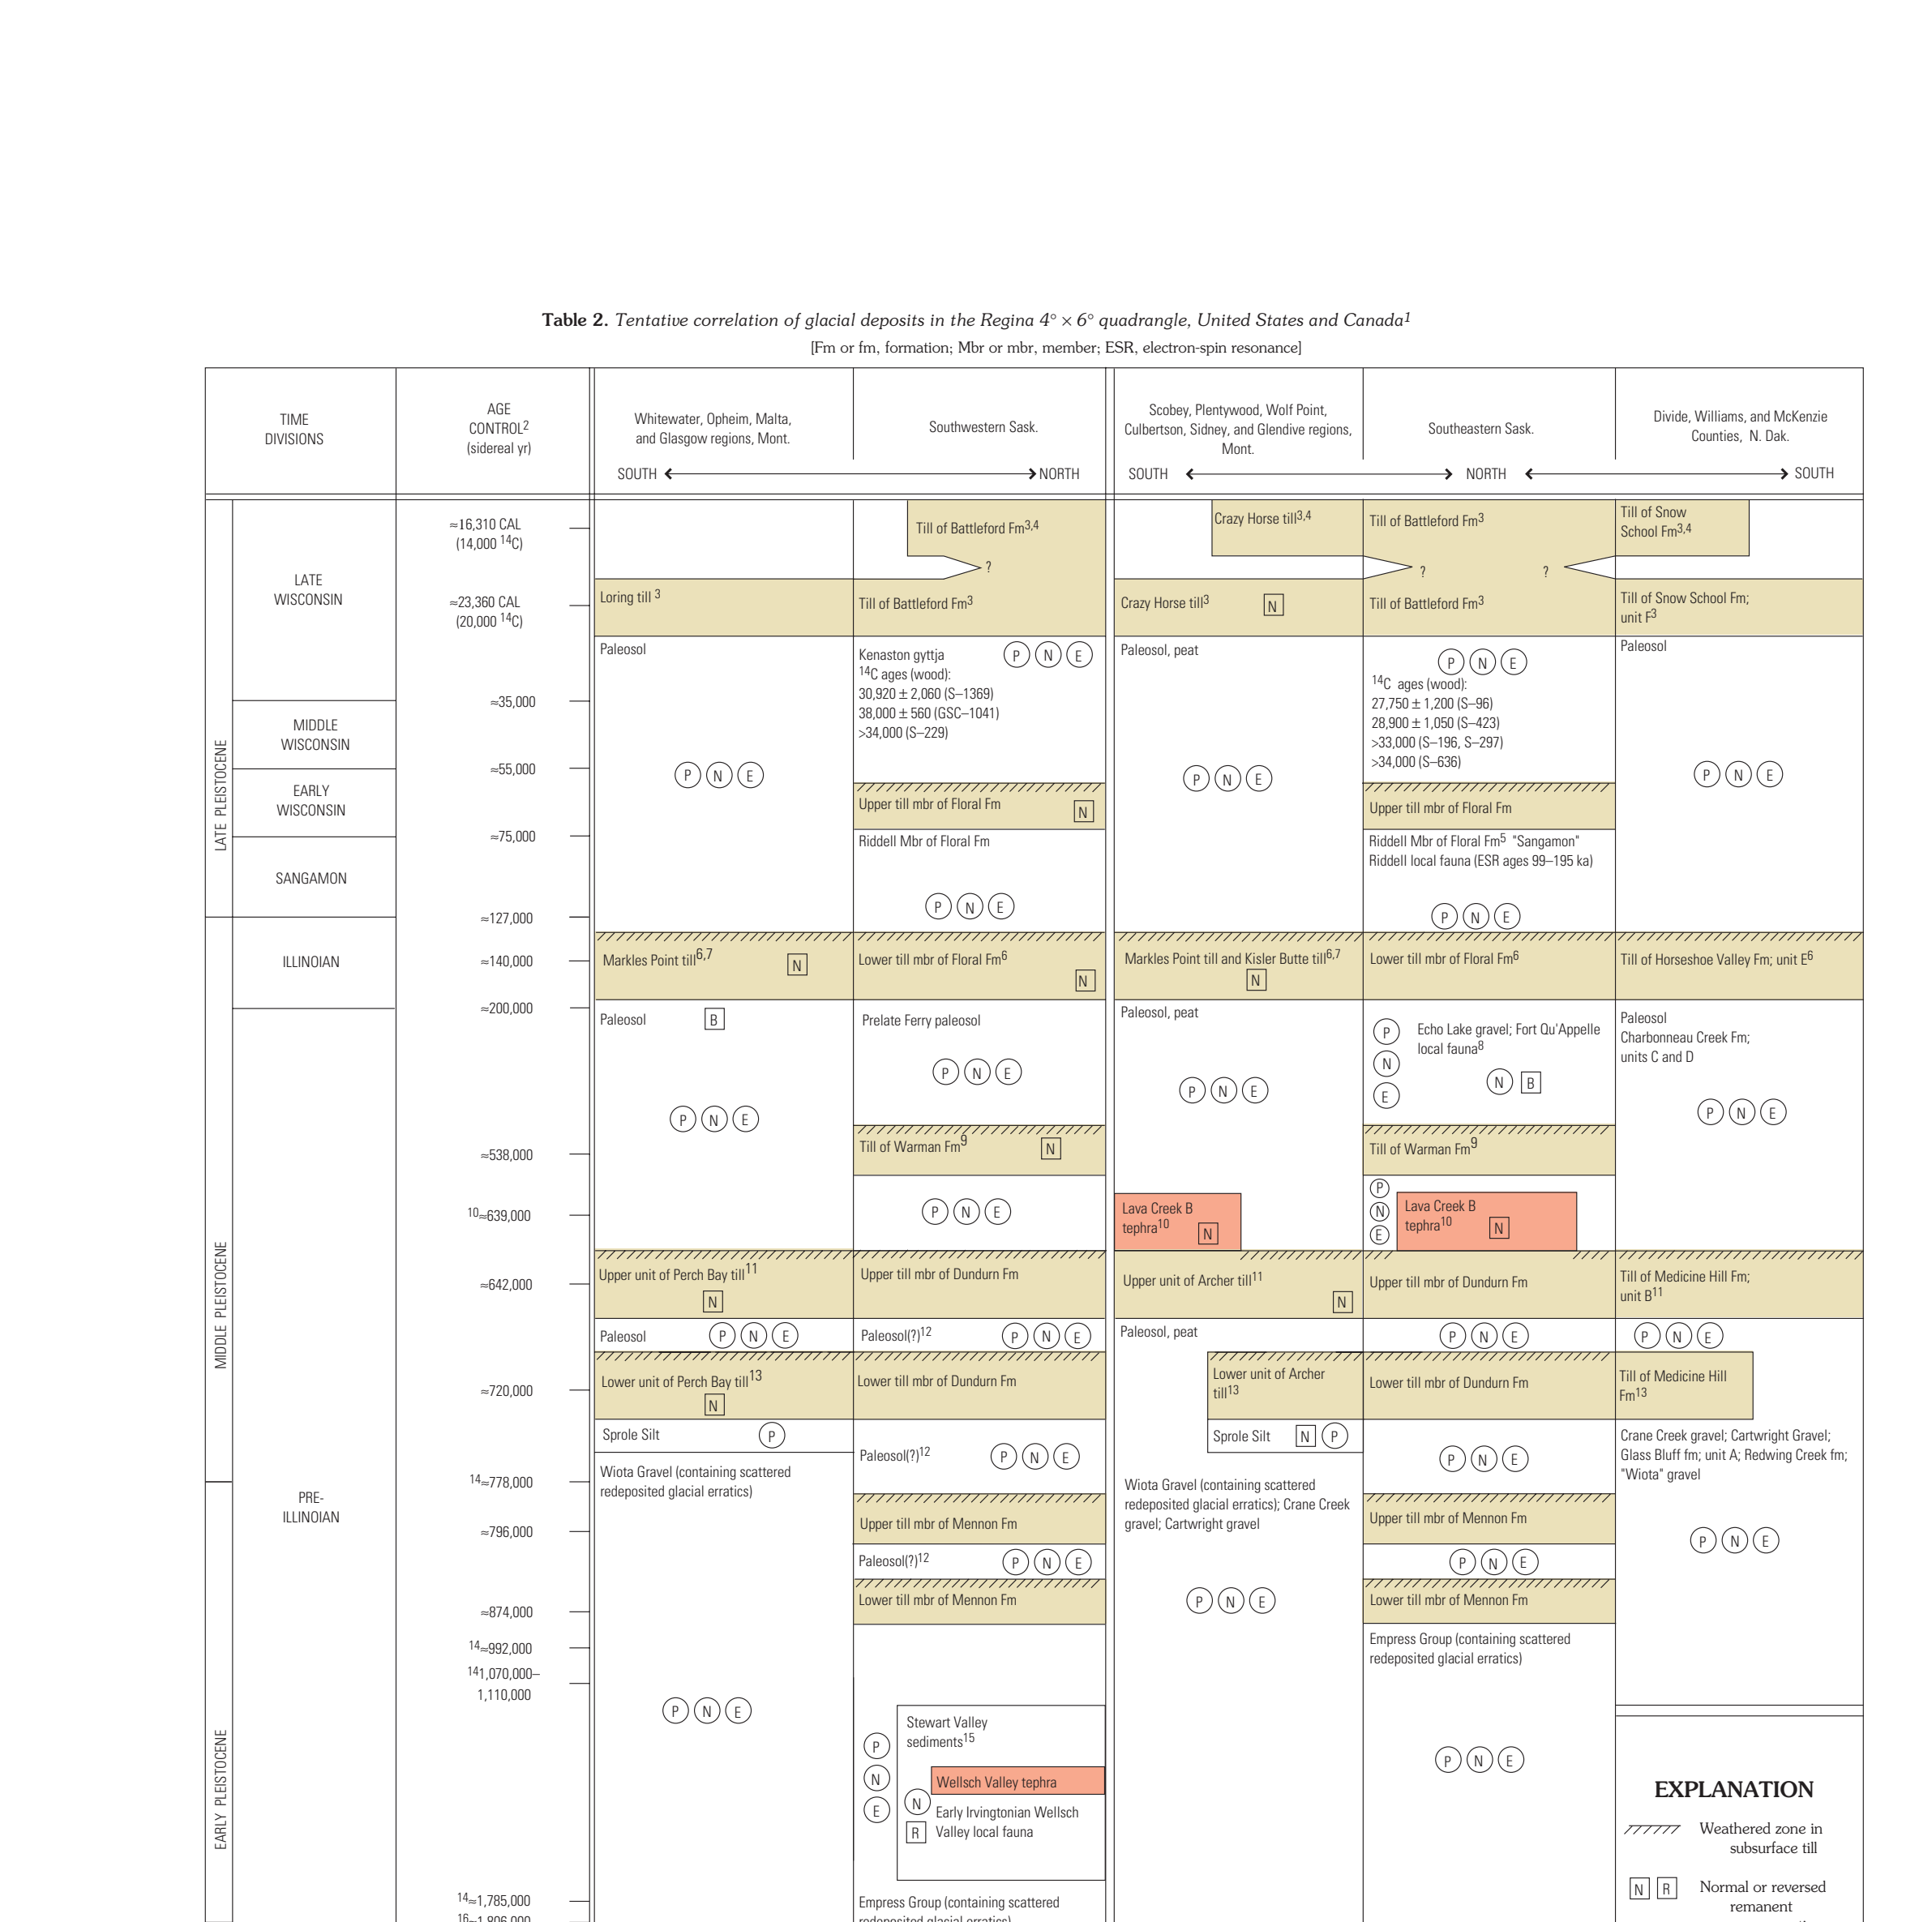 Table 2. Tentative correlation of glacial deposits in the Regina 4° × 6° quadrangle, United States and Canada1
[Fm or fm, formation; Mbr or mbr, member; ESR, electron-spin resonance]
TIME
DIVISIONS
AGE
CONTROL2
(sidereal yr)
Whitewater, Opheim, Malta,
and Glasgow regions, Mont.
Southwestern Sask.
Scobey, Plentywood, Wolf Point,
Culbertson, Sidney, and Glendive regions,
Mont.
Southeastern Sask.
Divide, Williams, and McKenzie
Counties, N. Dak.
SOUTH
NORTH
SOUTH
NORTH
SOUTH
LATE PLEISTOCENE
MIDDLE PLEISTOCENE
EARLY PLEISTOCENE
LATE
WISCONSIN
MIDDLE
WISCONSIN
EARLY
WISCONSIN
SANGAMON
ILLINOIAN
PRE-
ILLINOIAN
≈16,310 CAL
(14,000 14C)
≈23,360 CAL
(20,000 14C)
≈35,000
≈55,000
≈75,000
≈127,000
≈140,000
≈200,000
≈538,000
10≈639,000
≈642,000
≈720,000
14≈778,000
≈796,000
≈874,000
14≈992,000
141,070,000–
1,110,000
14≈1,785,000
Loring till 3
Paleosol
P N E
Markles Point till6,7
N
Paleosol B
P N E
Upper unit of Perch Bay till11
N
Paleosol P N E
Lower unit of Perch Bay till13
N
Sprole Silt P
Wiota Gravel (containing scattered
redeposited glacial erratics)
P N E
Till of Battleford Fm3,4
?
Till of Battleford Fm3
Kenaston gyttja P N E
14C ages (wood):
30,920 ± 2,060 (S–1369)
38,000 ± 560 (GSC–1041)
>34,000 (S–229)
Upper till mbr of Floral Fm N
Riddell Mbr of Floral Fm
P N E
Lower till mbr of Floral Fm6
N
Prelate Ferry paleosol
P N E
Till of Warman Fm9 N
P N E
Upper till mbr of Dundurn Fm
Paleosol(?)12 P N E
Lower till mbr of Dundurn Fm
Paleosol(?)12 P N E
Upper till mbr of Mennon Fm
Paleosol(?)12 P N E
Lower till mbr of Mennon Fm
Stewart Valley
sediments15
P
N
E
Wellsch Valley tephra
N
Early Irvingtonian Wellsch
R Valley local fauna
Empress Group (containing scattered
redeposited glacial erratics)
Crazy Horse till3,4
Crazy Horse till3 N
Paleosol, peat
P N E
Markles Point till and Kisler Butte till6,7
N
Paleosol, peat
P N E
Lava Creek B
tephra10 N
Upper unit of Archer till11
N
Paleosol, peat
Lower unit of Archer
till13
Sprole Silt N P
Wiota Gravel (containing scattered
redeposited glacial erratics); Crane Creek
gravel; Cartwright gravel
P N E
Till of Battleford Fm3
? ?
Till of Battleford Fm3
P N E
14C ages (wood):
27,750 ± 1,200 (S–96)
28,900 ± 1,050 (S–423)
>33,000 (S–196, S–297)
>34,000 (S–636)
Upper till mbr of Floral Fm
Riddell Mbr of Floral Fm5 "Sangamon"
Riddell local fauna (ESR ages 99–195 ka)
P N E
Lower till mbr of Floral Fm6
P
N
E
Echo Lake gravel; Fort Qu'Appelle
local fauna8
N B
Till of Warman Fm9
P
N
E
Lava Creek B
tephra10 N
Upper till mbr of Dundurn Fm
P N E
Lower till mbr of Dundurn Fm
P N E
Upper till mbr of Mennon Fm
P N E
Lower till mbr of Mennon Fm
Empress Group (containing scattered
redeposited glacial erratics)
P N E
Till of Snow
School Fm3,4
Till of Snow School Fm;
unit F3
Paleosol
P N E
Till of Horseshoe Valley Fm; unit E6
Paleosol
Charbonneau Creek Fm;
units C and D
P N E
Till of Medicine Hill Fm;
unit B11
P N E
Till of Medicine Hill
Fm13
Crane Creek gravel; Cartwright Gravel;
Glass Bluff fm; unit A; Redwing Creek fm;
"Wiota" gravel
P N E
EXPLANATION
Weathered zone in
subsurface till
N R Normal or reversed
remanent